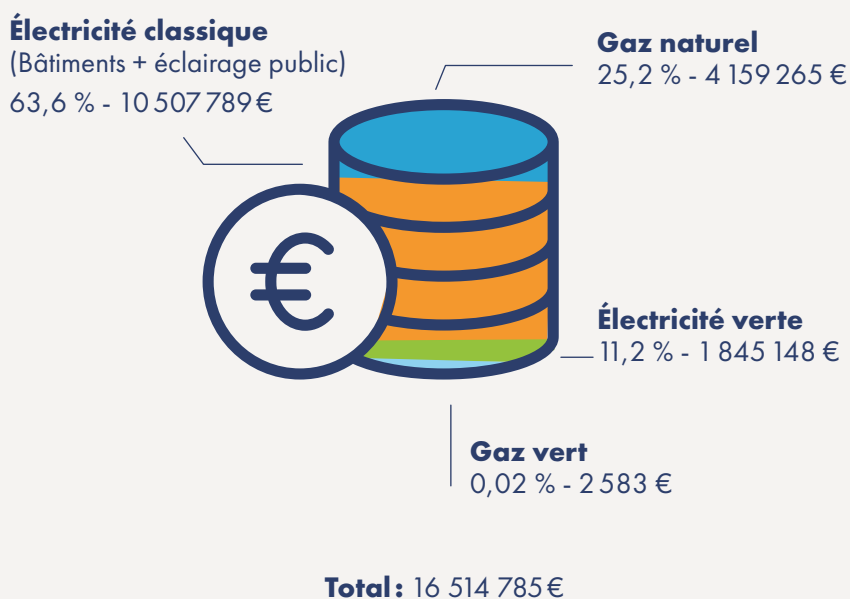 Électricité classique
(Bâtiments + éclairage public)
63,6 % - 10 507 789 €
Gaz naturel
25,2 % - 4 159 265 €
€
Électricité verte
11,2 % - 1 845 148 €
Gaz vert
0,02 % - 2 583 €
Total : 16 514 785 €